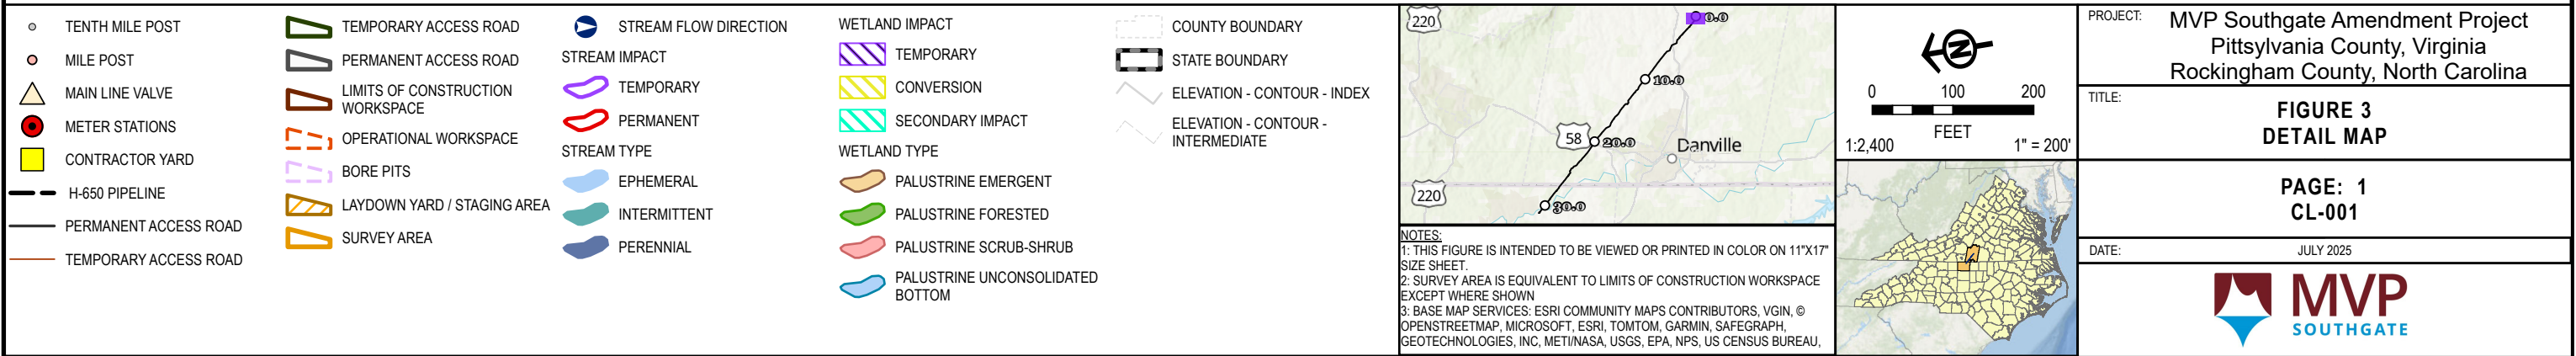 TENTH MILE POST
MILE POST
MAIN LINE VALVE
METER STATIONS
CONTRACTOR YARD
H-650 PIPELINE
PERMANENT ACCESS ROAD
TEMPORARY ACCESS ROAD
TEMPORARY ACCESS ROAD
PERMANENT ACCESS ROAD
LIMITS OF CONSTRUCTION
WORKSPACE
OPERATIONAL WORKSPACE
BORE PITS
LAYDOWN YARD / STAGING AREA
SURVEY AREA
STREAM FLOW DIRECTION
STREAM IMPACT
TEMPORARY
PERMANENT
STREAM TYPE
EPHEMERAL
INTERMITTENT
PERENNIAL
WETLAND IMPACT
TEMPORARY
CONVERSION
SECONDARY IMPACT
WETLAND TYPE
PALUSTRINE EMERGENT
PALUSTRINE FORESTED
PALUSTRINE SCRUB-SHRUB
PALUSTRINE UNCONSOLIDATED
BOTTOM
COUNTY BOUNDARY
STATE BOUNDARY
ELEVATION - CONTOUR - INDEX
ELEVATION - CONTOUR -
INTERMEDIATE
220
0.0
10.0
58
20.0
Danville
220
30.0
NOTES:
1: THIS FIGURE IS INTENDED TO BE VIEWED OR PRINTED IN COLOR ON 11"X17"
SIZE SHEET.
2: SURVEY AREA IS EQUIVALENT TO LIMITS OF CONSTRUCTION WORKSPACE
EXCEPT WHERE SHOWN
3: BASE MAP SERVICES: ESRI COMMUNITY MAPS CONTRIBUTORS, VGIN, ©
OPENSTREETMAP, MICROSOFT, ESRI, TOMTOM, GARMIN, SAFEGRAPH,
GEOTECHNOLOGIES, INC, METI/NASA, USGS, EPA, NPS, US CENSUS BUREAU,
N
0 100 200
FEET
1:2,400 1" = 200'
PROJECT: MVP Southgate Amendment Project
Pittsylvania County, Virginia
Rockingham County, North Carolina
TITLE:
FIGURE 3
DETAIL MAP
PAGE: 1
CL-001
DATE: JULY 2025
MVP
SOUTHGATE